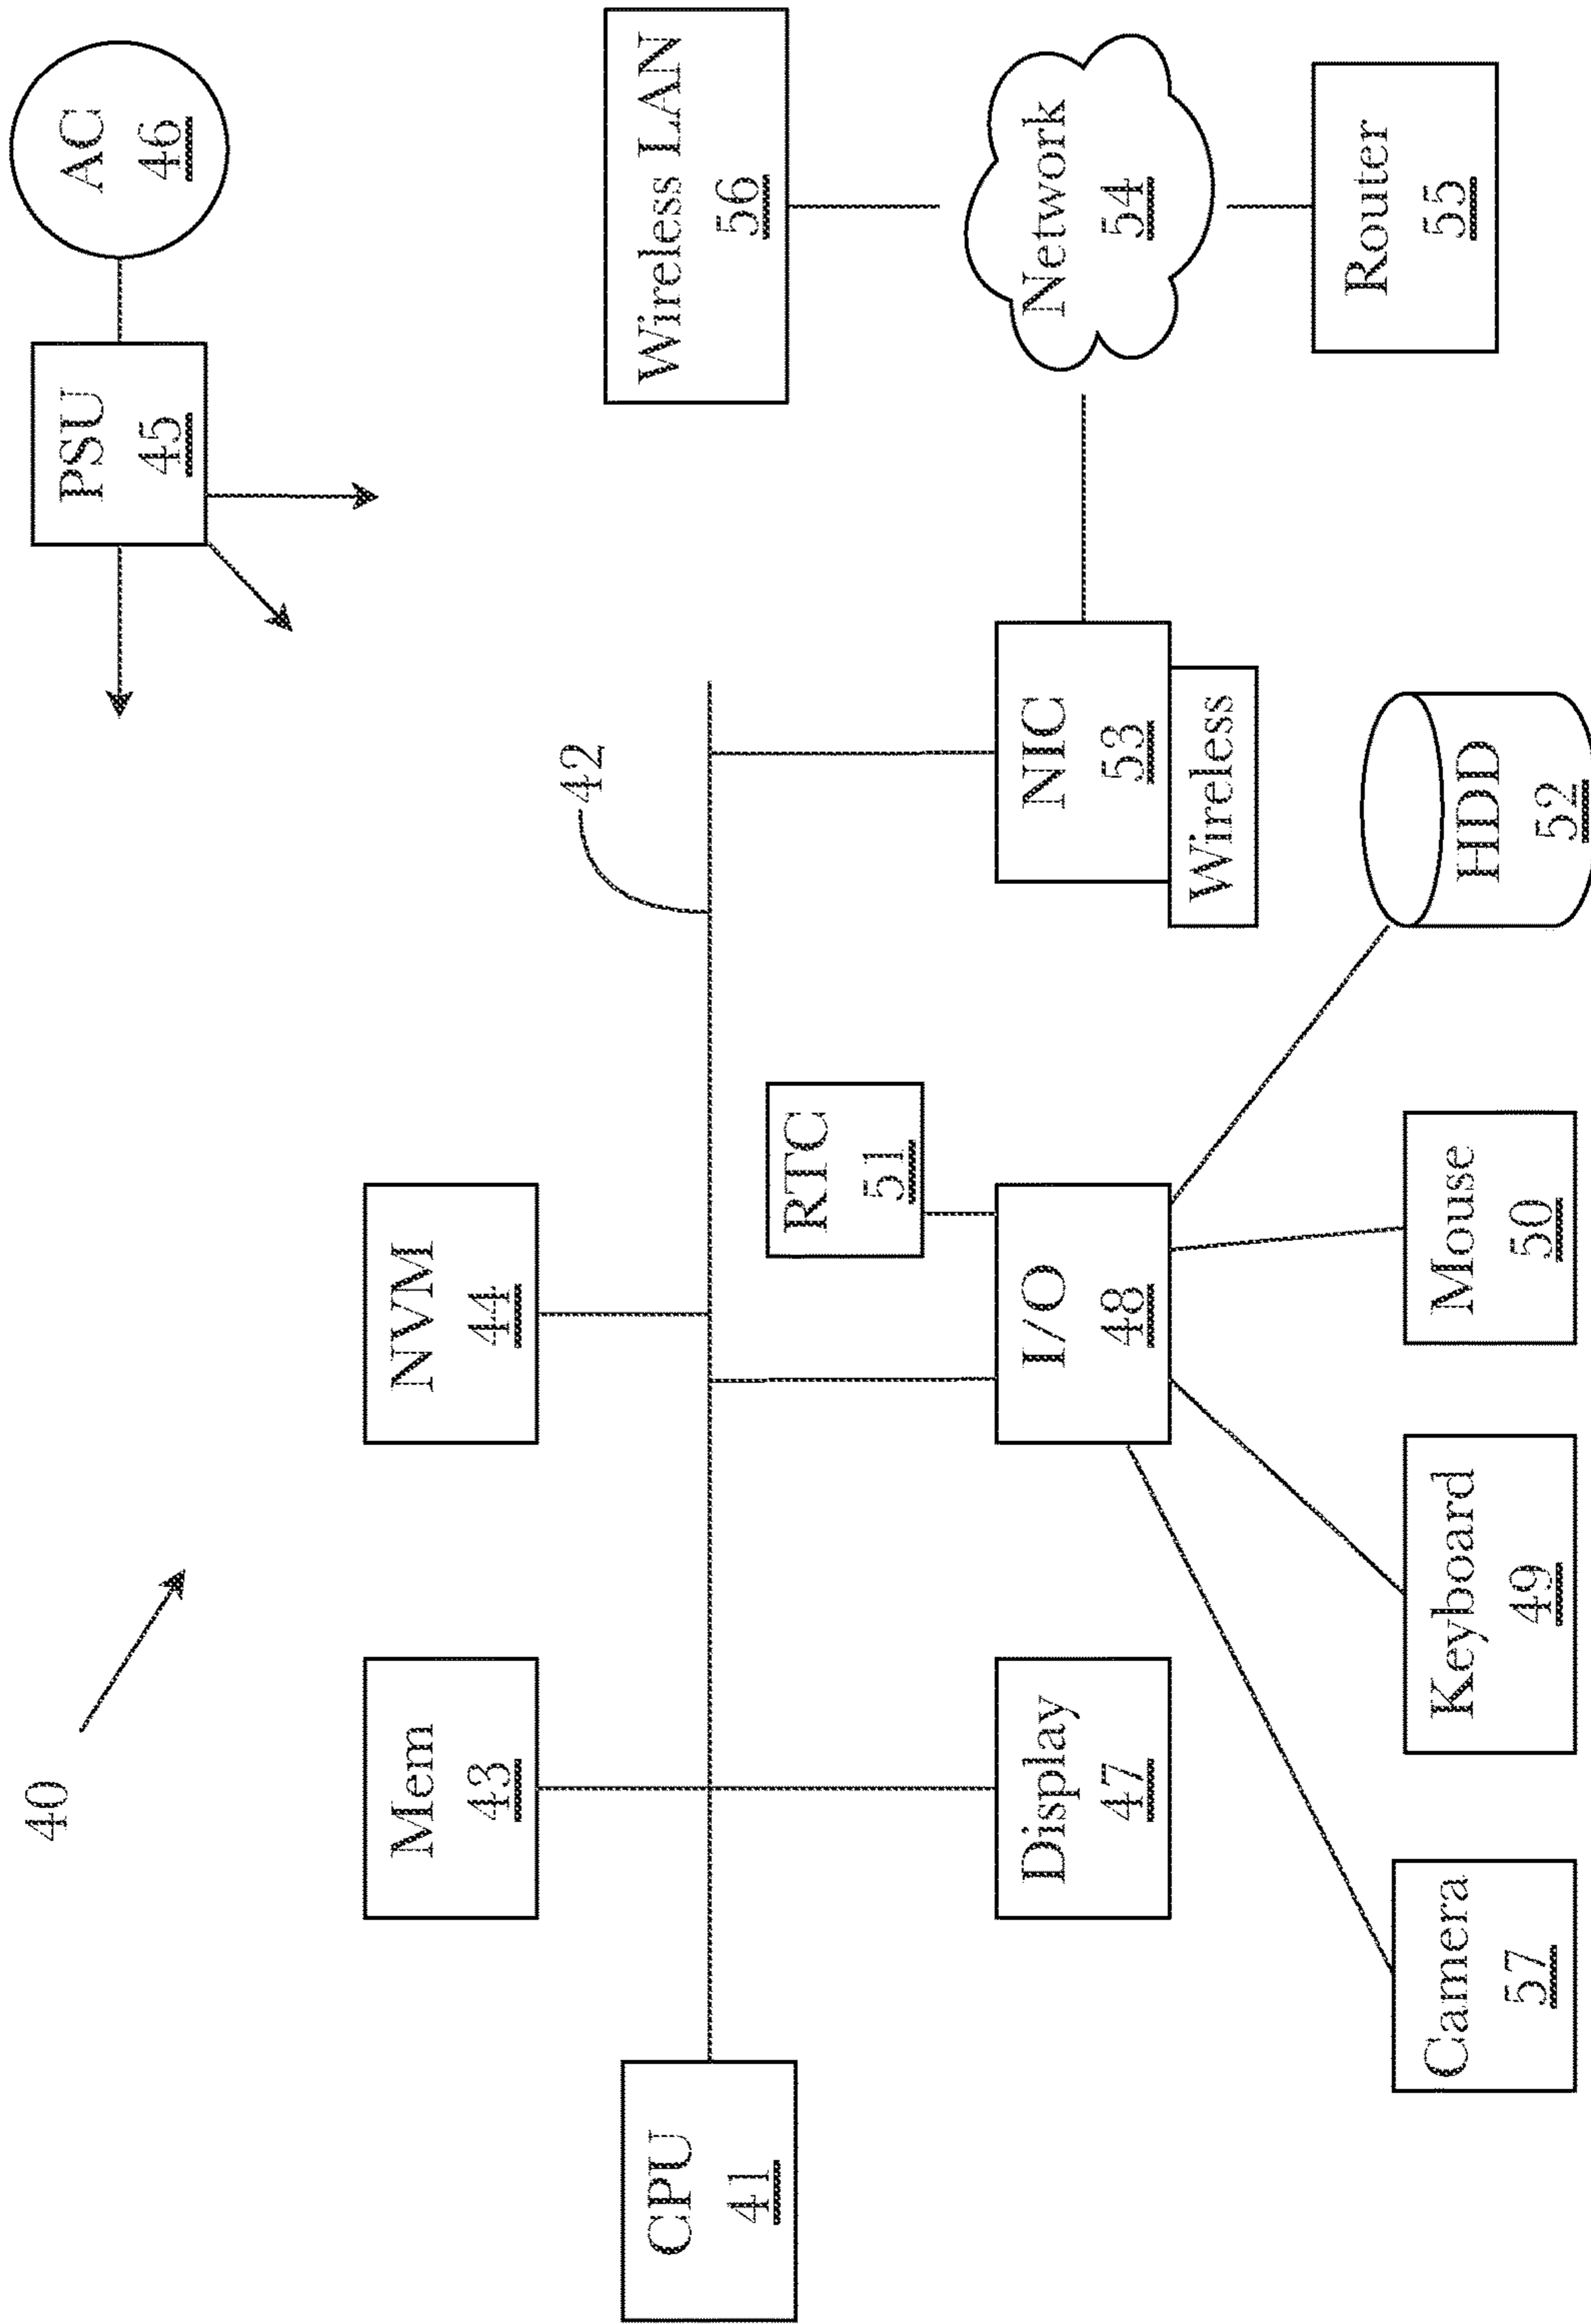 40
AC
46
PSU
45
Mem
43
NVM
44
42
CPU
41
RTC
51
Wireless LAN
56
Display
47
I/O
48
NIC
53
Wireless
Network
54
Camera
57
Keyboard
49
Mouse
50
HDD
52
Router
55